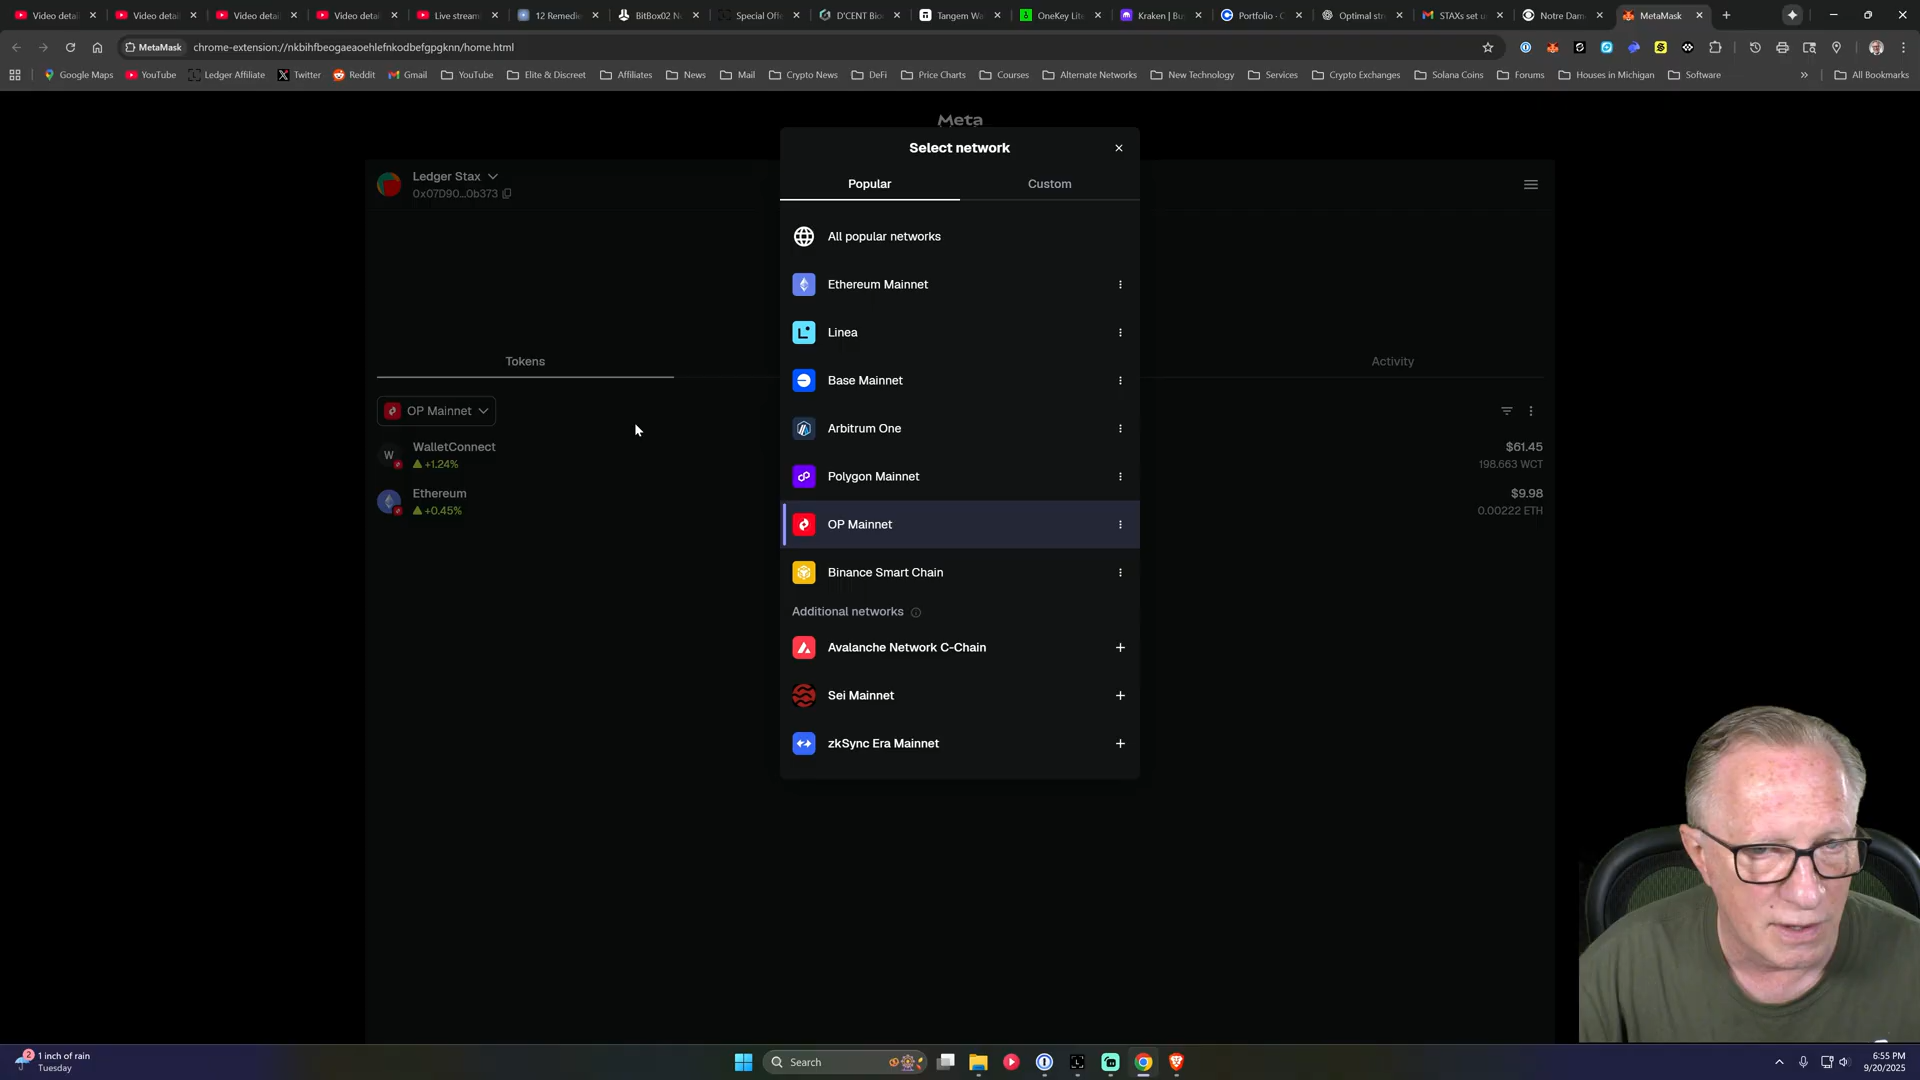 Video detai
Video detai
Video detai
Video detai
Live stream
12 Remedie
BitBox02 N
Special Offe
D'CENT Bio
Tangem Wa
OneKey Lite
Kraken | Bu
Portfolio · C
Optimal str
STAXs set u
Notre Dam
MetaMask
MetaMask
chrome-extension://nkbihfbeogaeaoehlefnkodbefgpgknn/home.html
Google Maps
YouTube
Ledger Affiliate
Twitter
Reddit
Gmail
YouTube
Elite & Discreet
Affiliates
News
Mail
Crypto News
DeFi
Price Charts
Courses
Alternate Networks
New Technology
Services
Crypto Exchanges
Solana Coins
Forums
Houses in Michigan
Software
All Bookmarks
Meta
Ledger Stax
0x07D90...0b373
Select network
Popular
Custom
All popular networks
Ethereum Mainnet
Linea
Base Mainnet
Arbitrum One
Polygon Mainnet
OP Mainnet
Binance Smart Chain
Additional networks
Avalanche Network C-Chain
Sei Mainnet
zkSync Era Mainnet
Tokens
Activity
OP Mainnet
W
WalletConnect
+1.24%
$61.45
198.663 WCT
Ethereum
+0.45%
$9.98
0.00222 ETH
2
1 inch of rain
Tuesday
Search
6:55 PM
9/20/2025